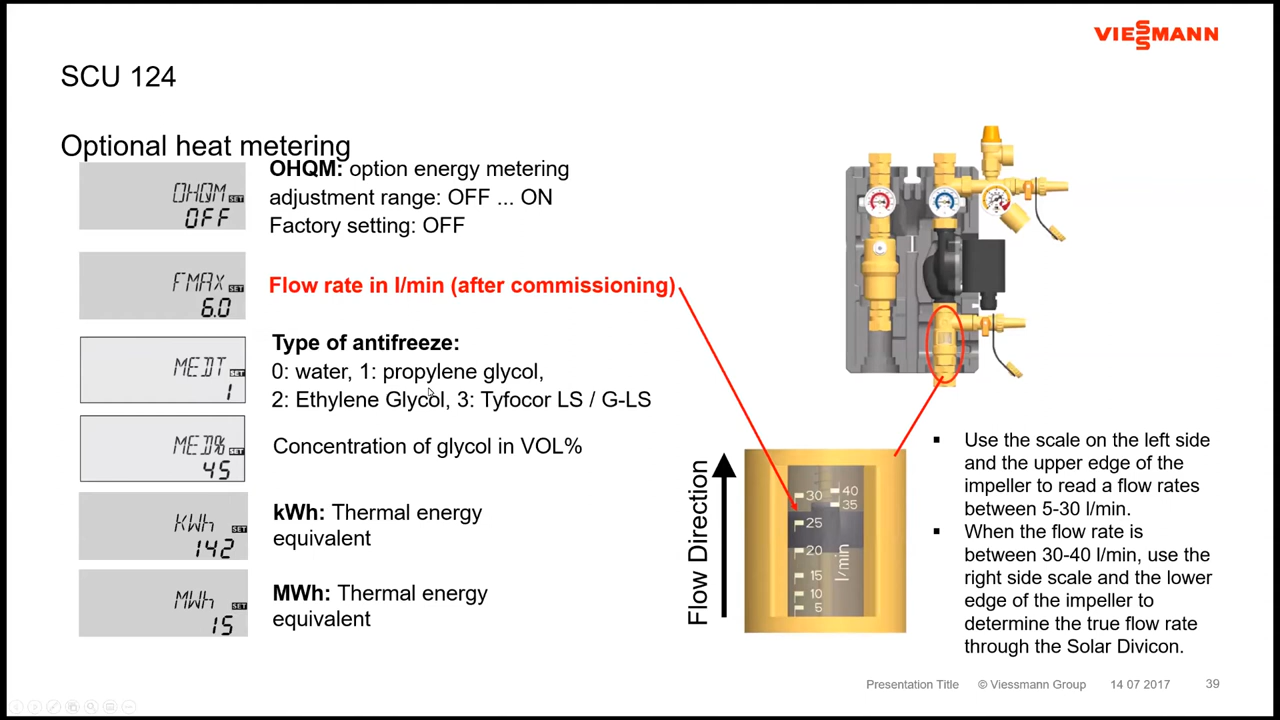 VIESSMANN
SCU 124
Optional heat metering
OHQM SET
OFF
OHQM: option energy metering
adjustment range: OFF ... ON
Factory setting: OFF
FMAX SET
6.0
Flow rate in l/min (after commissioning)
MEDT SET
1
Type of antifreeze:
0: water, 1: propylene glycol,
2: Ethylene Glycol, 3: Tyfocor LS / G-LS
MED% SET
45
Concentration of glycol in VOL%
KWh SET
142
kWh: Thermal energy
equivalent
MWh SET
15
MWh: Thermal energy
equivalent
Flow Direction
30 40
35
25
20
15
10
5
l/min
▪ Use the scale on the left side
and the upper edge of the
impeller to read a flow rates
between 5-30 l/min.
▪ When the flow rate is
between 30-40 l/min, use the
right side scale and the lower
edge of the impeller to
determine the true flow rate
through the Solar Divicon.
Presentation Title © Viessmann Group 14 07 2017 39